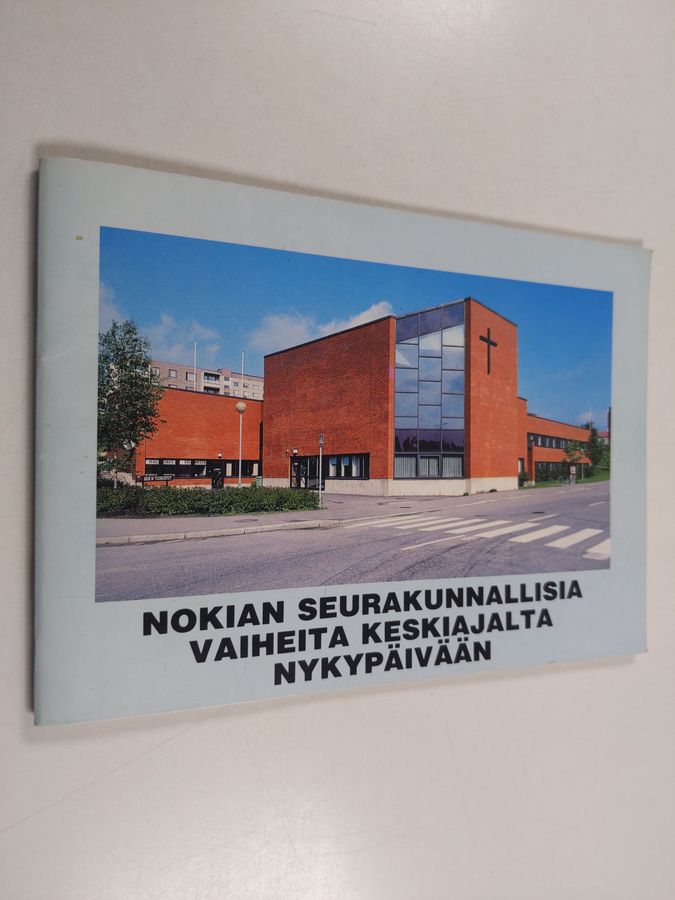 NOKIAN SEURAKUNNALLISIA
VAIHEITA KESKIAJALTA
NYKYPÄIVÄÄN